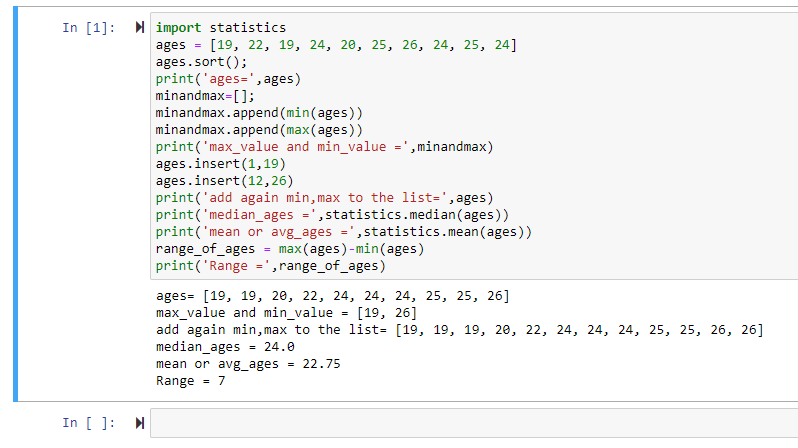 In [1]:
import statistics
ages = [19, 22, 19, 24, 20, 25, 26, 24, 25, 24]
ages.sort();
print('ages=',ages)
minandmax=[];
minandmax.append(min(ages))
minandmax.append(max(ages))
print('max_value and min_value =',minandmax)
ages.insert(1,19)
ages.insert(12,26)
print('add again min,max to the list=',ages)
print('median_ages =',statistics.median(ages))
print('mean or avg_ages =',statistics.mean(ages))
range_of_ages = max(ages)-min(ages)
print('Range =',range_of_ages)
ages= [19, 19, 20, 22, 24, 24, 24, 25, 25, 26]
max_value and min_value = [19, 26]
add again min,max to the list= [19, 19, 19, 20, 22, 24, 24, 24, 25, 25, 26, 26]
median_ages = 24.0
mean or avg_ages = 22.75
Range = 7
In [ ]: